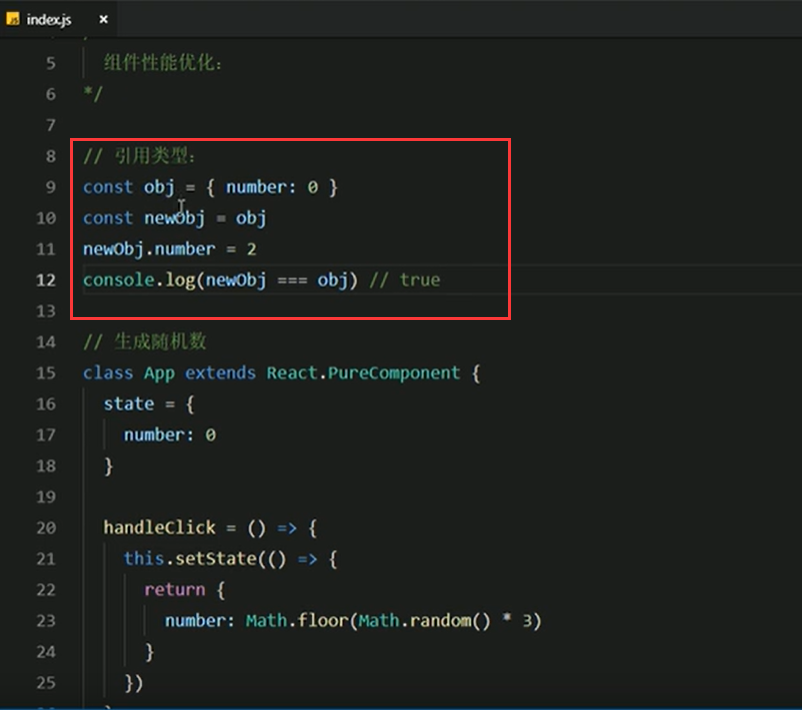 index.js ×
5 组件性能优化:
6 */
7
8 // 引用类型:
9 const obj = { number: 0 }
10 const newObj = obj
11 newObj.number = 2
12 console.log(newObj === obj) // true
13
14 // 生成随机数
15 class App extends React.PureComponent {
16 state = {
17 number: 0
18 }
19
20 handleClick = () => {
21 this.setState(() => {
22 return {
23 number: Math.floor(Math.random() * 3)
24 }
25 })